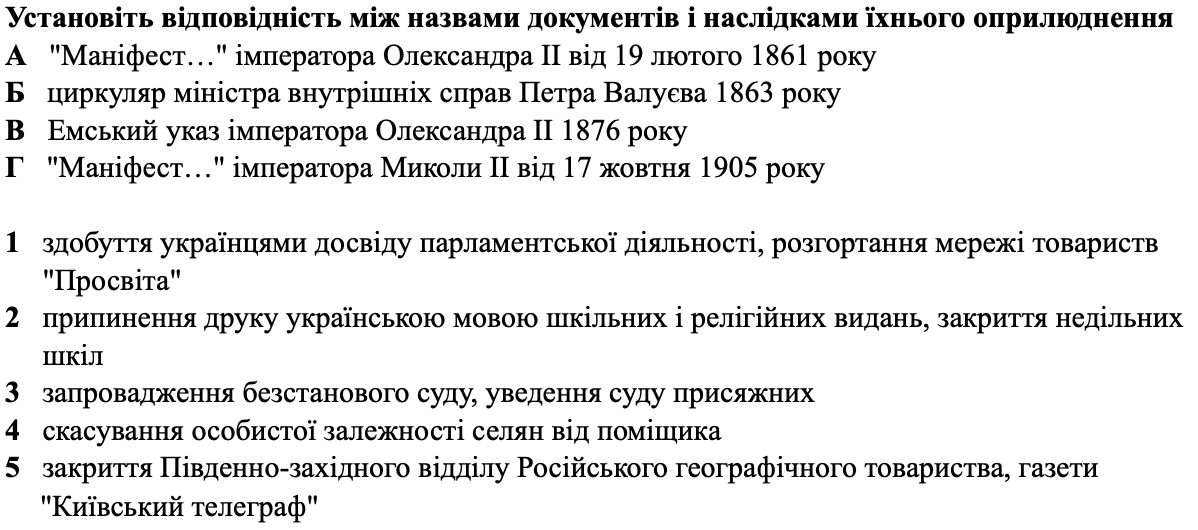 Установіть відповідність між назвами документів і наслідками їхнього оприлюднення
А "Маніфест…" імператора Олександра ІІ від 19 лютого 1861 року
Б циркуляр міністра внутрішніх справ Петра Валуєва 1863 року
В Емський указ імператора Олександра ІІ 1876 року
Г "Маніфест…" імператора Миколи ІІ від 17 жовтня 1905 року
1 здобуття українцями досвіду парламентської діяльності, розгортання мережі товариств
"Просвіта"
2 припинення друку українською мовою шкільних і релігійних видань, закриття недільних
шкіл
3 запровадження безстанового суду, уведення суду присяжних
4 скасування особистої залежності селян від поміщика
5 закриття Південно-західного відділу Російського географічного товариства, газети
"Київський телеграф"